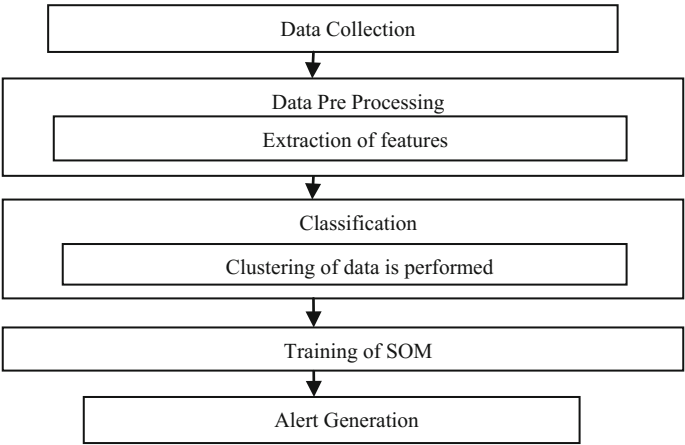 Data Collection
Data Pre Processing
Extraction of features
Classification
Clustering of data is performed
Training of SOM
Alert Generation